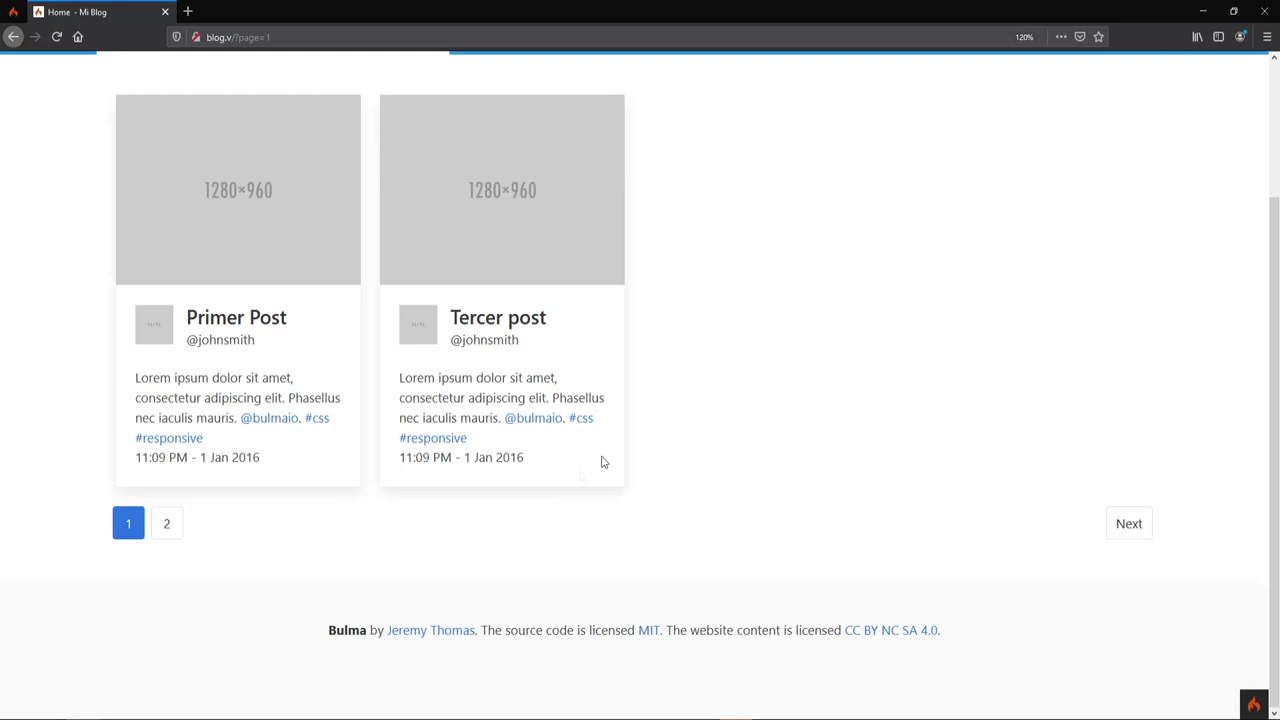 Home - Mi Blog
blog.v/?page=1
120%
1280×960
1280×960
Primer Post
@johnsmith
Lorem ipsum dolor sit amet,
consectetur adipiscing elit. Phasellus
nec iaculis mauris. @bulmaio. #css
#responsive
11:09 PM - 1 Jan 2016
Tercer post
@johnsmith
Lorem ipsum dolor sit amet,
consectetur adipiscing elit. Phasellus
nec iaculis mauris. @bulmaio. #css
#responsive
11:09 PM - 1 Jan 2016
1 2
Next
Bulma by Jeremy Thomas. The source code is licensed MIT. The website content is licensed CC BY NC SA 4.0.